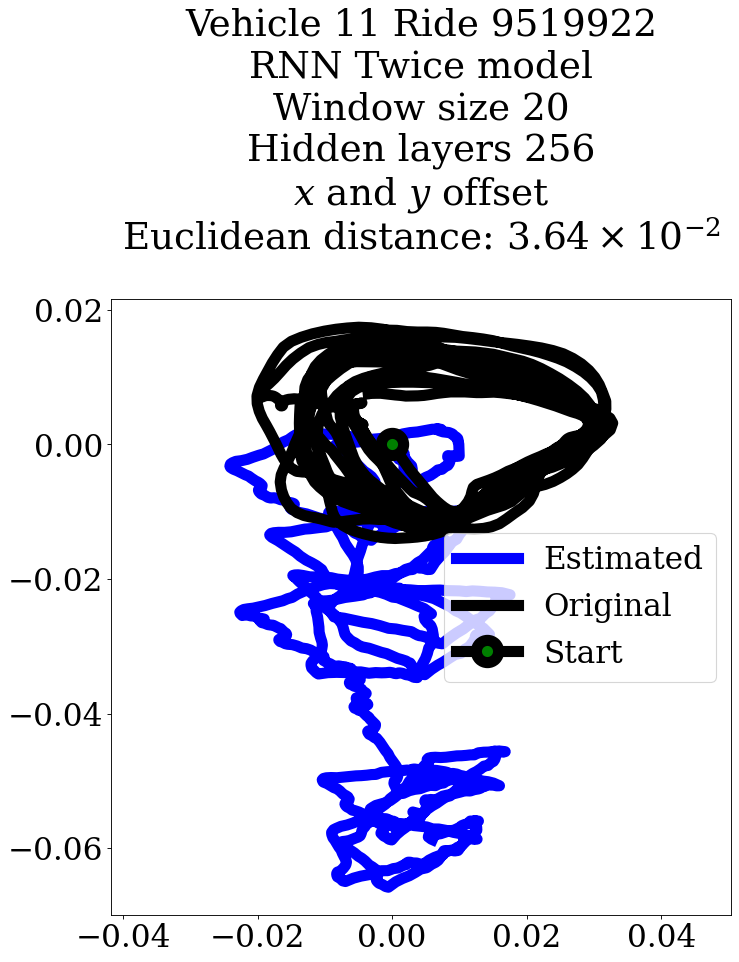 Vehicle 11 Ride 9519922
RNN Twice model
Window size 20
Hidden layers 256
x and y offset
Euclidean distance: 3.64 × 10⁻²
0.02
0.00
−0.02
−0.04
−0.06
Estimated
Original
Start
−0.04 −0.02 0.00 0.02 0.04